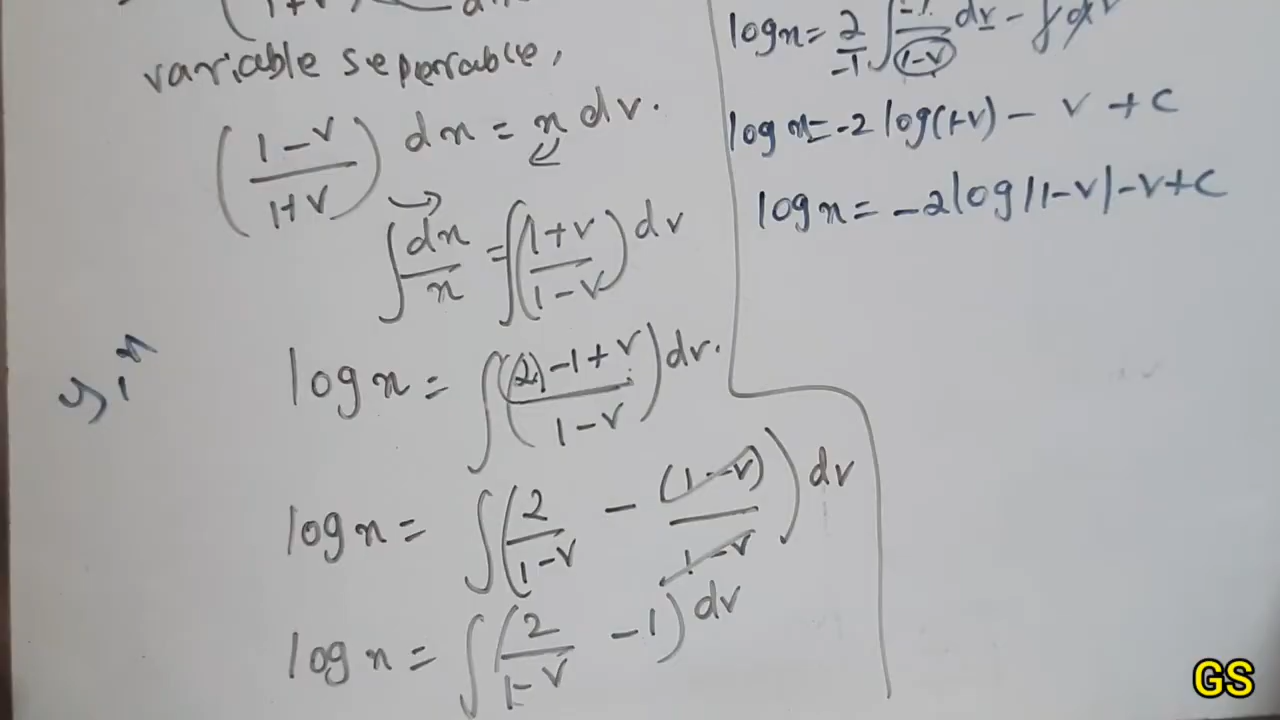 (1+v)
variable seperable,
(1-v/1+v) dx = x dv.
∫dx/x = ∫(1+v/1-v) dv
y,x
log x = ∫((2)-1+v/1-v) dv.
log x = ∫(2/1-v - (1-v)/1-v) dv
log x = ∫(2/1-v -1) dv
log x = 2/-1 ∫ -1/(1-v) dv - ∫dv
log x = -2 log(1-v) - v + c
log x = -2 log|1-v| -v+c
GS